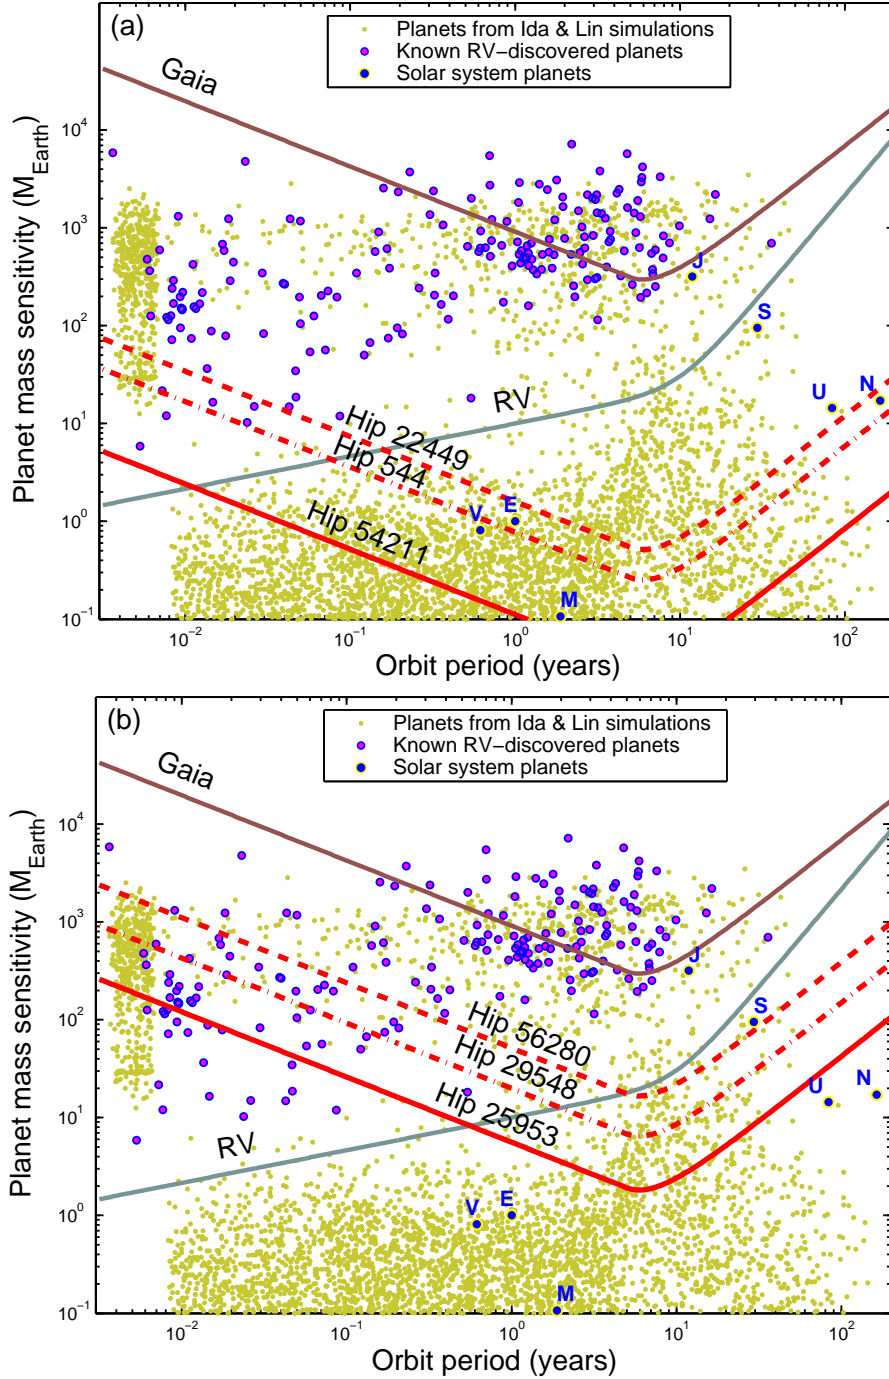 (a)
Planets from Ida & Lin simulations
Known RV−discovered planets
Solar system planets
Gaia
RV
Hip 22449
Hip 544
Hip 54211
J
S
U
N
V
E
M
10^4
10^3
10^2
10^1
10^0
10^−1
Planet mass sensitivity (M_Earth)
10^−2
10^−1
10^0
10^1
10^2
Orbit period (years)
(b)
Planets from Ida & Lin simulations
Known RV−discovered planets
Solar system planets
Gaia
RV
Hip 56280
Hip 29548
Hip 25953
J
S
U
N
V
E
M
10^4
10^3
10^2
10^1
10^0
10^−1
Planet mass sensitivity (M_Earth)
10^−2
10^−1
10^0
10^1
10^2
Orbit period (years)